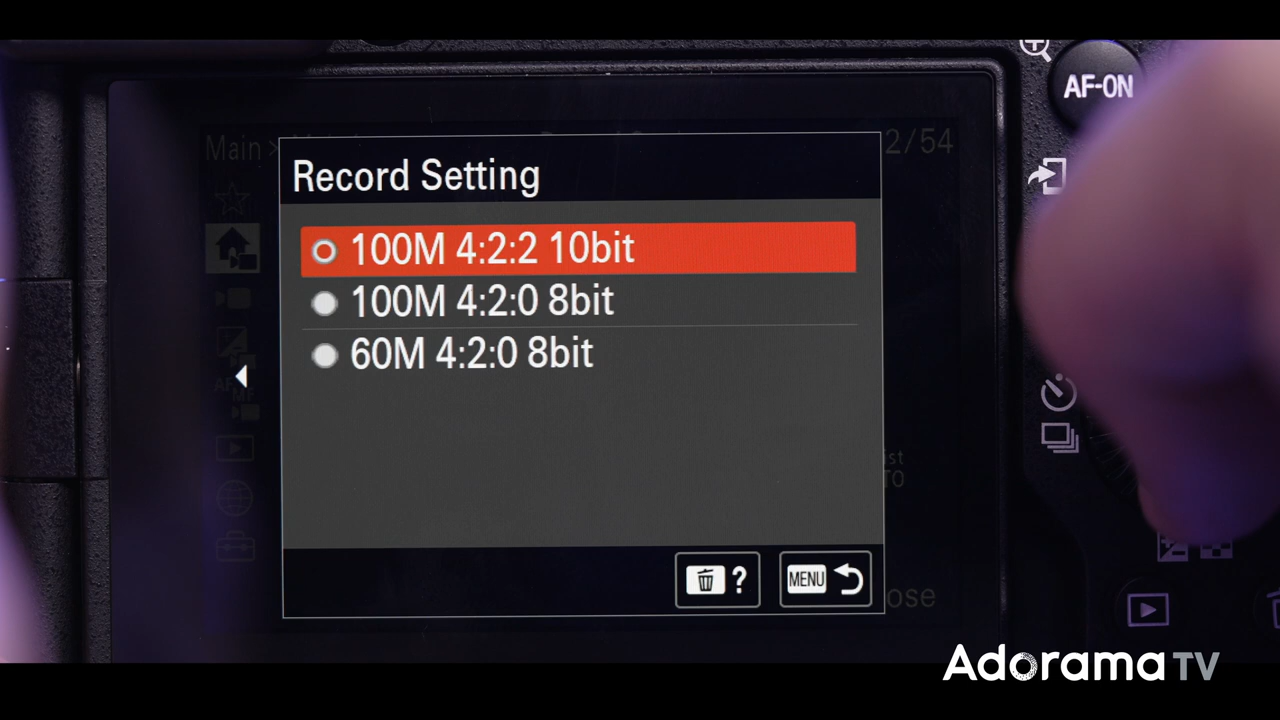 AF-ON
Main >
2/54
Record Setting
100M 4:2:2 10bit
100M 4:2:0 8bit
60M 4:2:0 8bit
?
MENU
Adorama TV